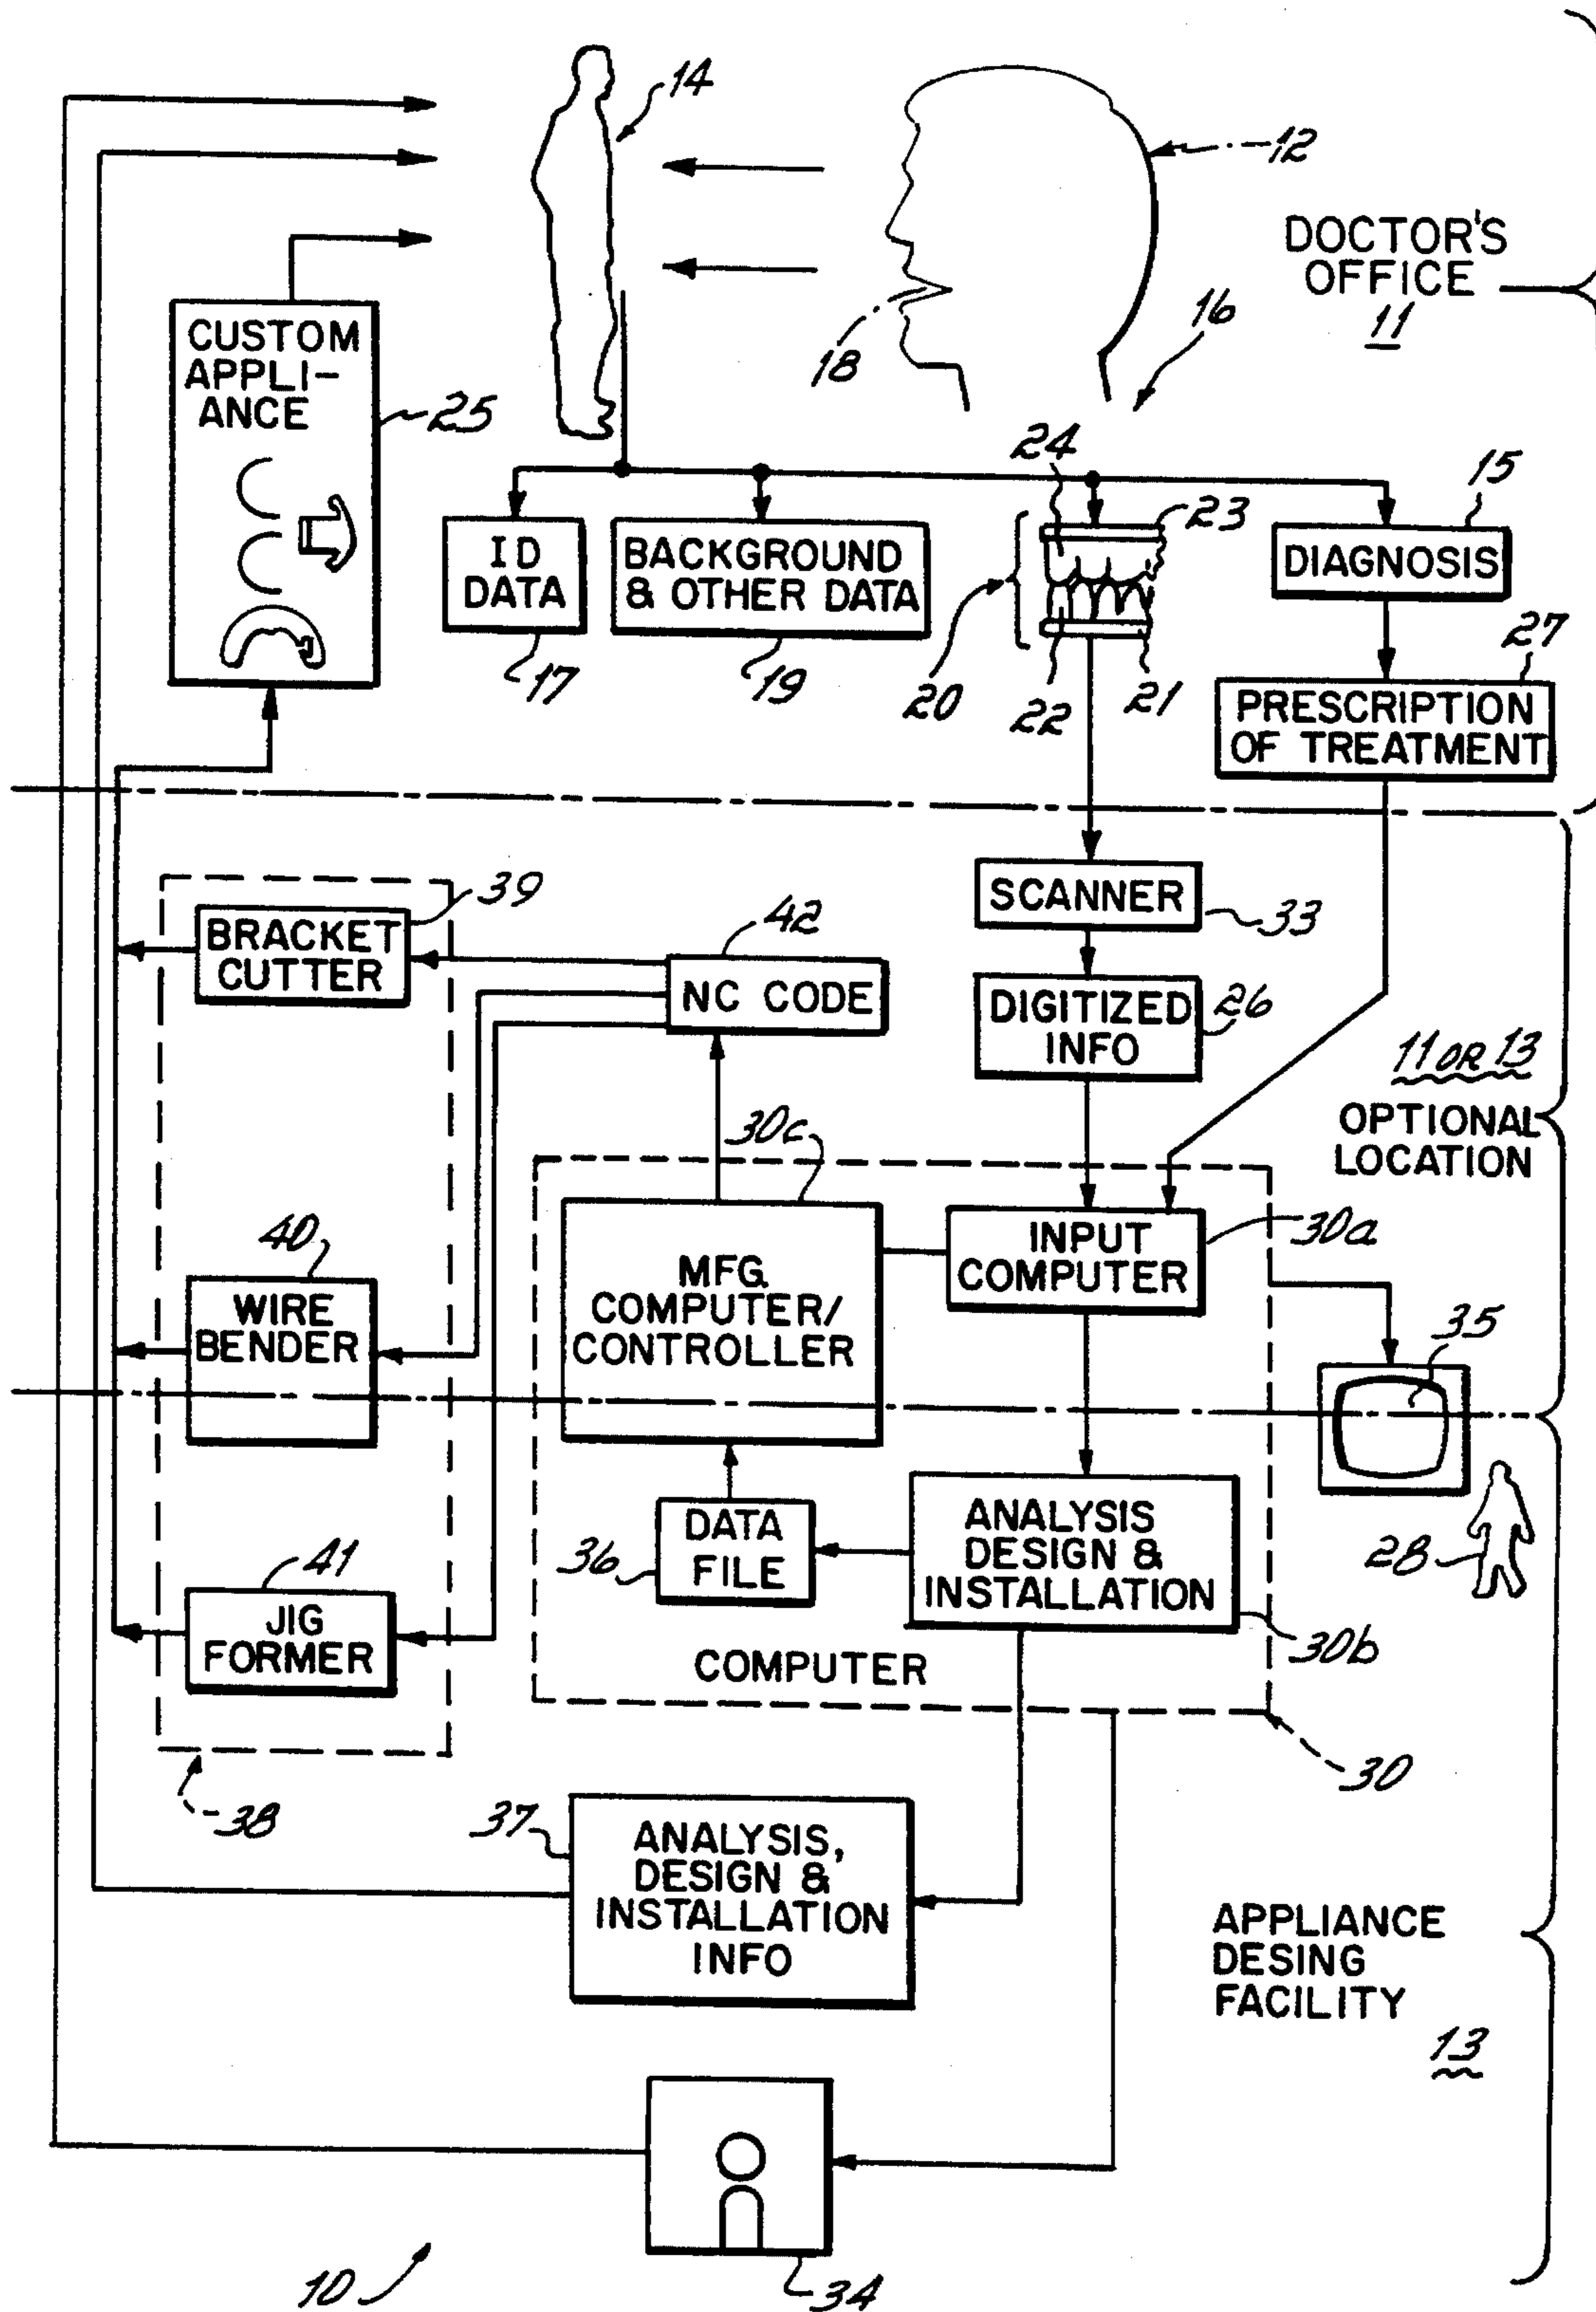 14
12
DOCTOR'S
OFFICE
11
18
16
CUSTOM
APPLI-
ANCE
25
24
23
15
ID
DATA
BACKGROUND
& OTHER DATA
DIAGNOSIS
20
17
19
22
21
27
PRESCRIPTION
OF TREATMENT
39
BRACKET
CUTTER
42
NC CODE
SCANNER
33
DIGITIZED
INFO
26
11 OR 13
OPTIONAL
LOCATION
30c
MFG.
COMPUTER/
CONTROLLER
INPUT
COMPUTER
30a
40
WIRE
BENDER
35
28
DATA
FILE
36
ANALYSIS
DESIGN &
INSTALLATION
30b
41
JIG
FORMER
COMPUTER
30
38
37
ANALYSIS,
DESIGN &
INSTALLATION
INFO
APPLIANCE
DESING
FACILITY
13
10
34